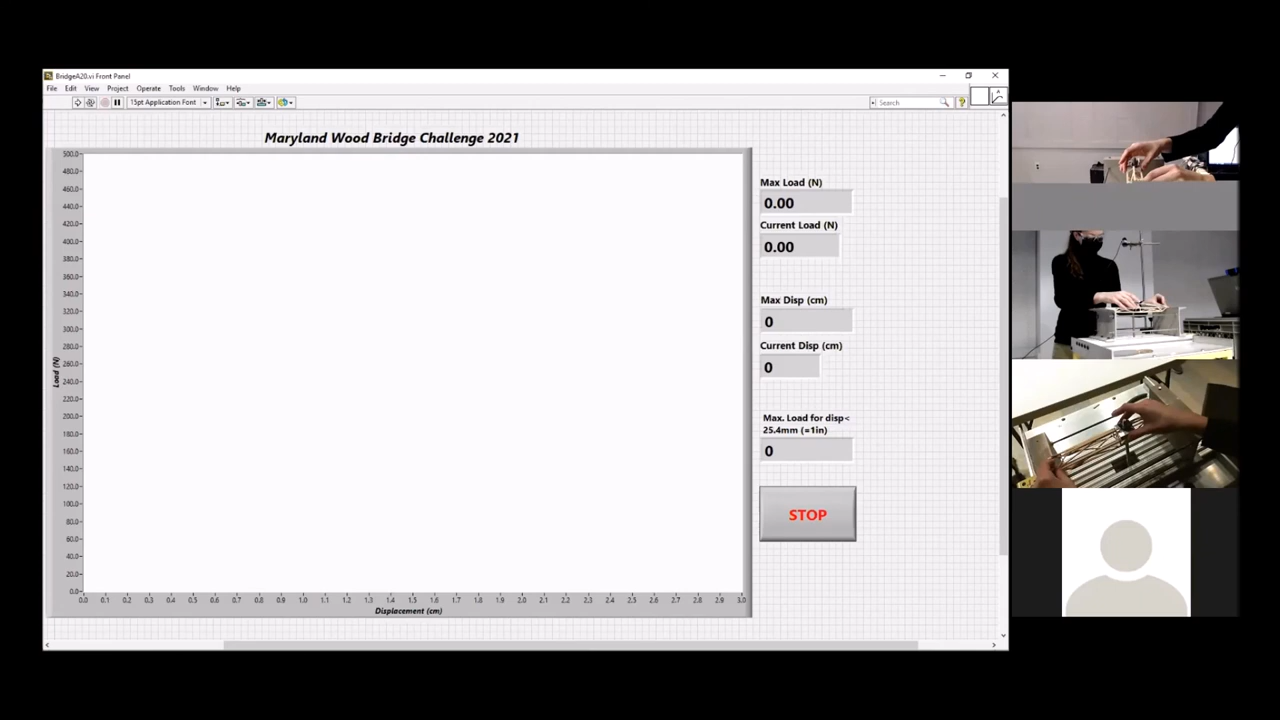 BridgeA20.vi Front Panel
File Edit View Project Operate Tools Window Help
15pt Application Font
Search
Maryland Wood Bridge Challenge 2021
500.0
480.0
460.0
440.0
420.0
400.0
380.0
360.0
340.0
320.0
300.0
280.0
260.0
240.0
220.0
200.0
180.0
160.0
140.0
120.0
100.0
80.0
60.0
40.0
20.0
0.0
Load (N)
0.0 0.1 0.2 0.3 0.4 0.5 0.6 0.7 0.8 0.9 1.0 1.1 1.2 1.3 1.4 1.5 1.6 1.7 1.8 1.9 2.0 2.1 2.2 2.3 2.4 2.5 2.6 2.7 2.8 2.9 3.0
Displacement (cm)
Max Load (N)
0.00
Current Load (N)
0.00
Max Disp (cm)
0
Current Disp (cm)
0
Max. Load for disp<
25.4mm (=1in)
0
STOP